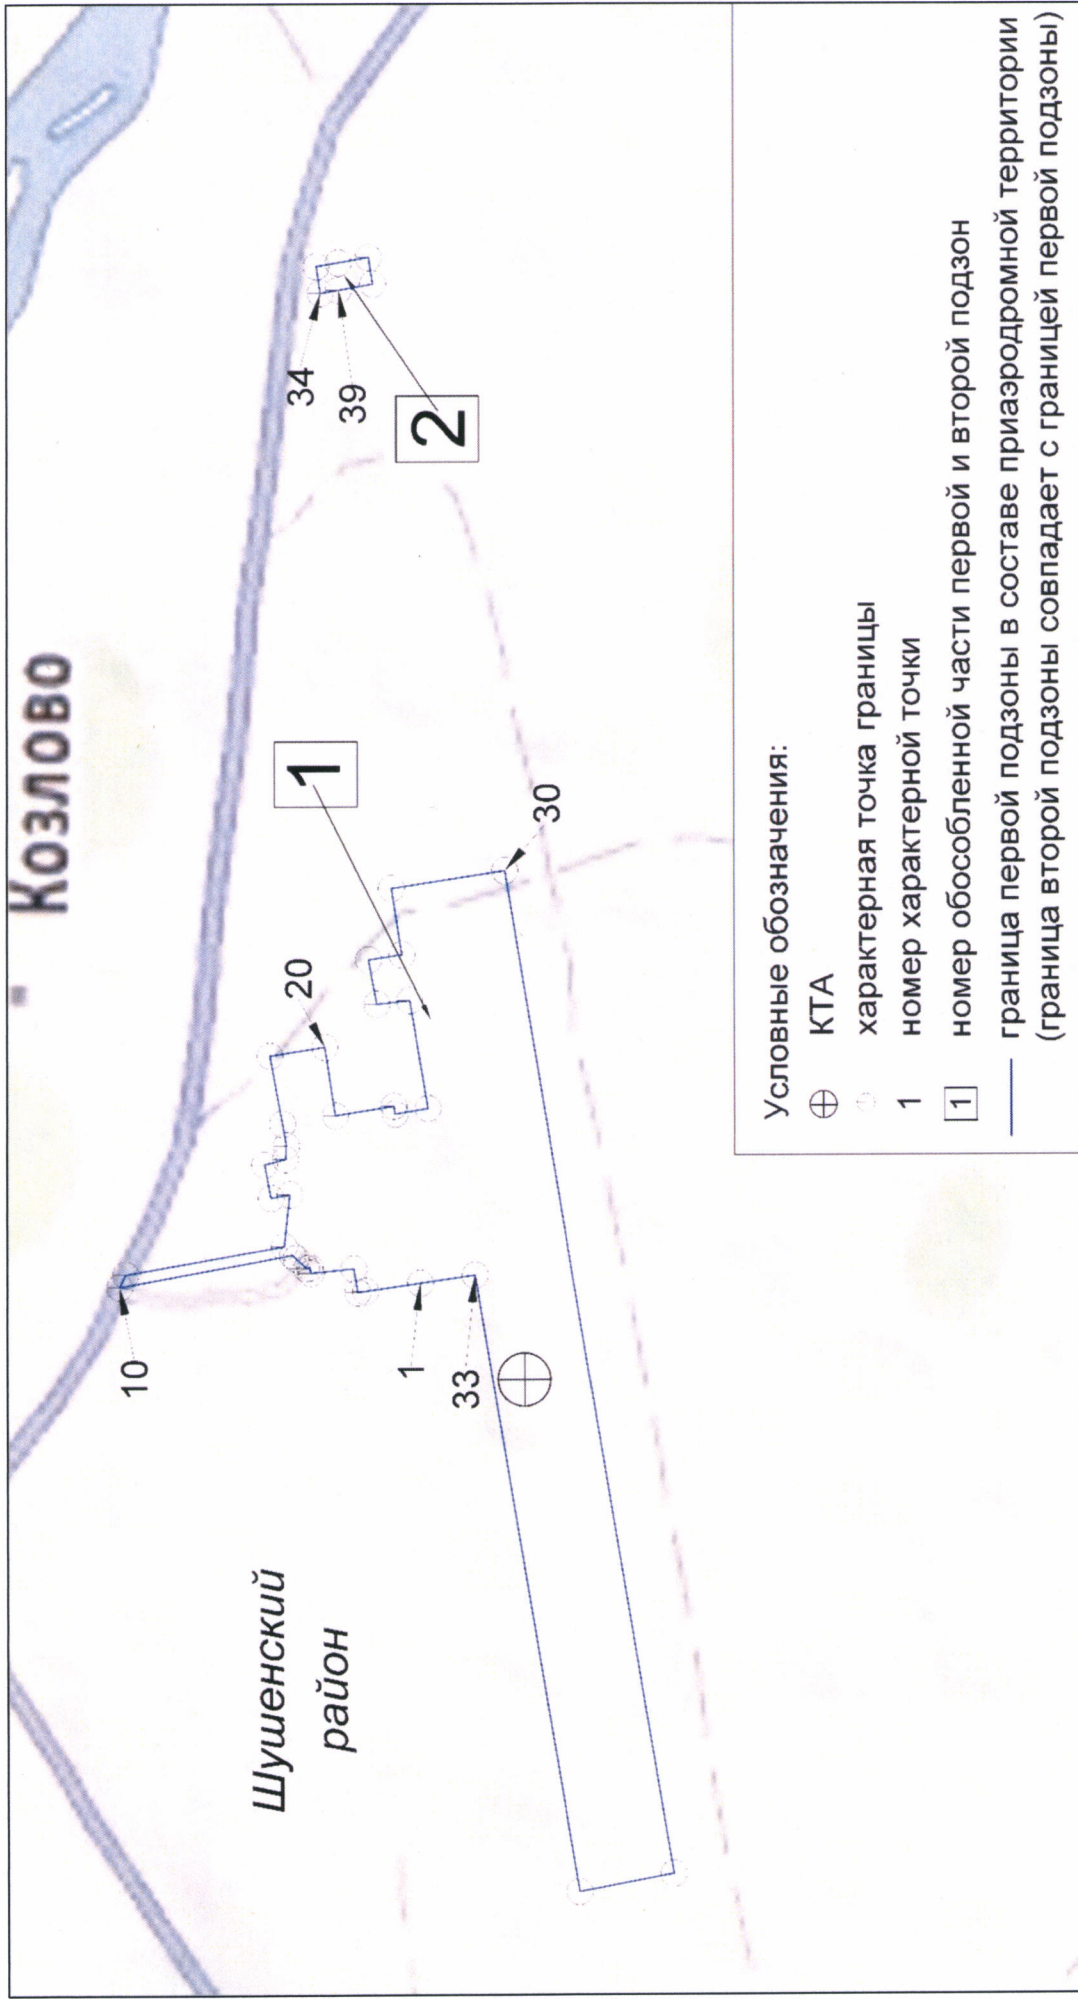 Козлово
Шушенский
район
10
20
1
33
30
1
34
39
2
Условные обозначения:
КТА
характерная точка границы
1 номер характерной точки
1 номер обособленной части первой и второй подзон
граница первой подзоны в составе приаэродромной территории
(граница второй подзоны совпадает с границей первой подзоны)